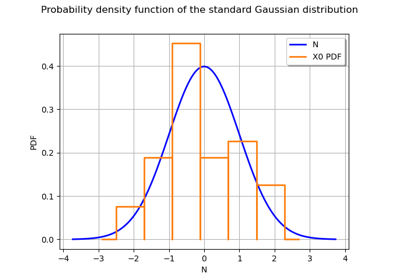 Probability density function of the standard Gaussian distribution
N
X0 PDF
0.4
0.3
0.2
0.1
0.0
PDF
−4 −3 −2 −1 0 1 2 3 4
N